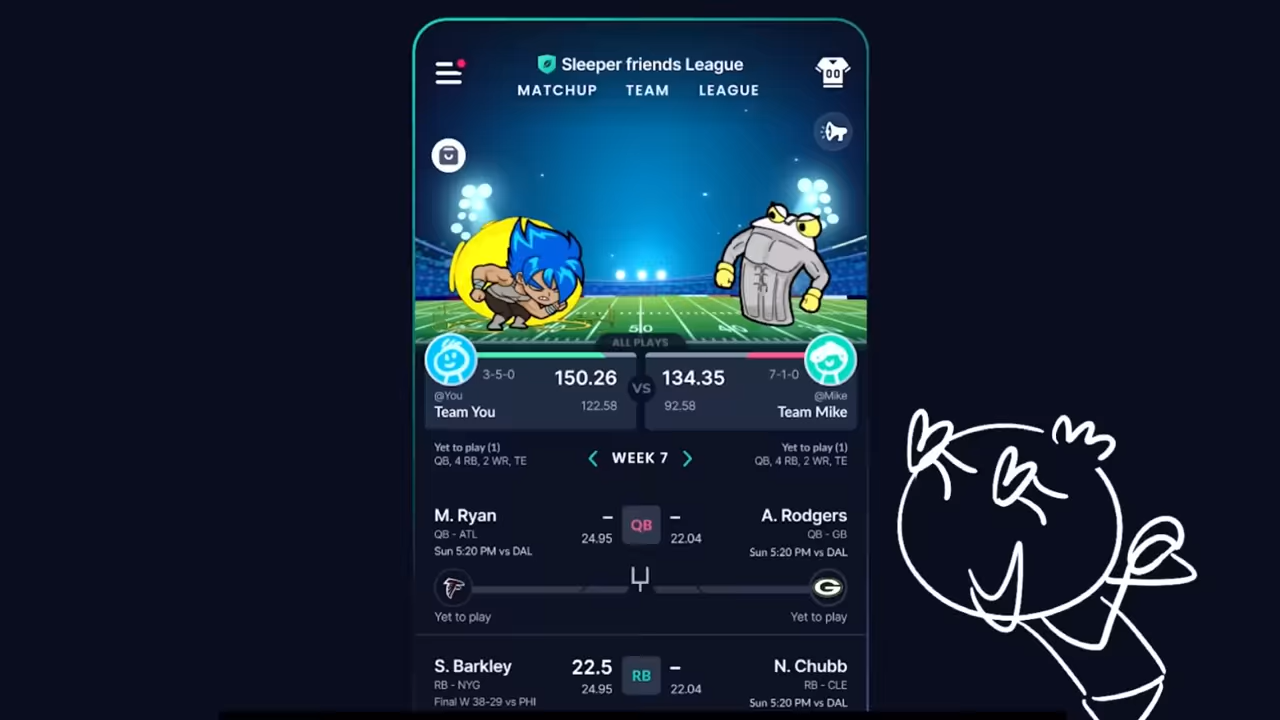 Sleeper friends League
MATCHUP TEAM LEAGUE
00
50
ALL PLAYS
3-5-0 150.26 VS 134.35 7-1-0
@You 122.58 92.58 @Mike
Team You Team Mike
Yet to play (1) Yet to play (1)
QB, 4 RB, 2 WR, TE < WEEK 7 > QB, 4 RB, 2 WR, TE
M. Ryan – QB – A. Rodgers
QB - ATL 24.95 22.04 QB - GB
Sun 5:20 PM vs DAL Sun 5:20 PM vs DAL
G
Yet to play Yet to play
S. Barkley 22.5 RB – N. Chubb
RB - NYG 24.95 22.04 RB - CLE
Final W 38-29 vs PHI Sun 5:20 PM vs DAL